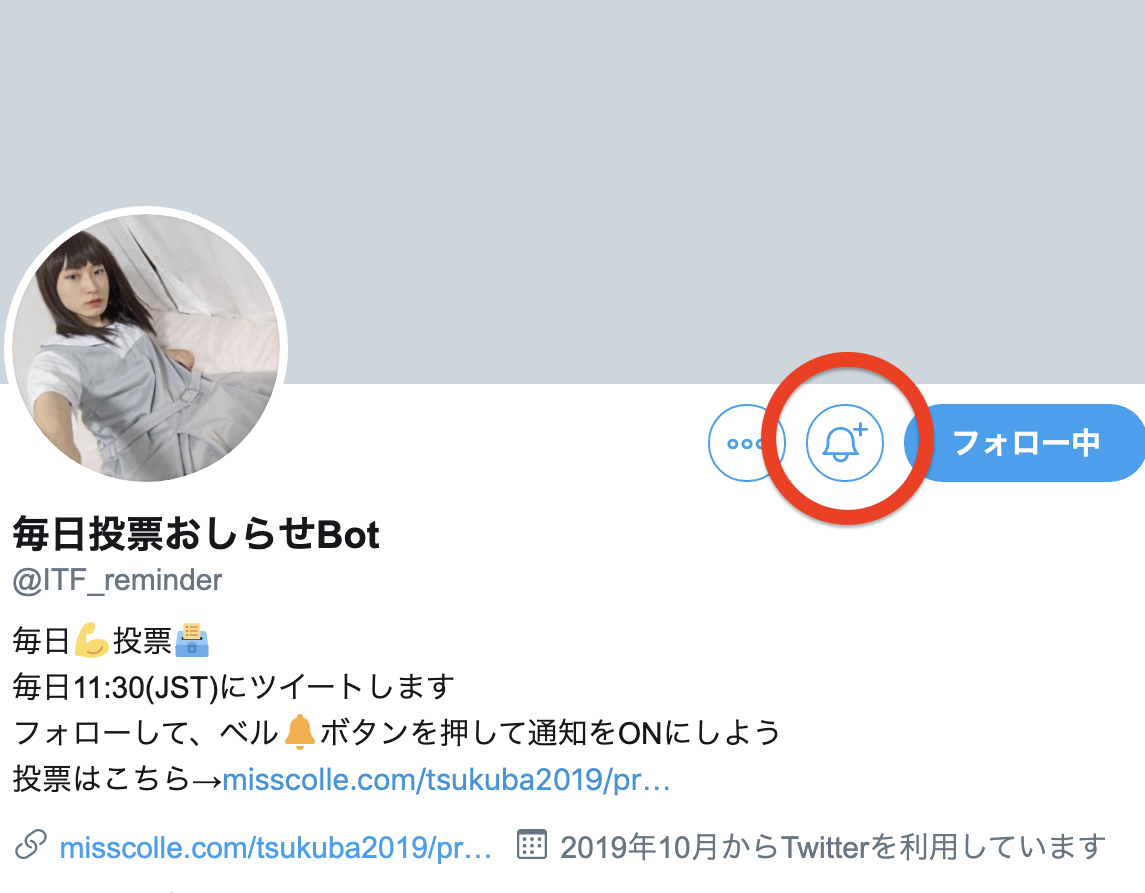 フォロー中
毎日投票おしらせBot
@ITF_reminder
毎日💪投票🗳
毎日11:30(JST)にツイートします
フォローして、ベル🔔ボタンを押して通知をONにしよう
投票はこちら→misscolle.com/tsukuba2019/pr…
misscolle.com/tsukuba2019/pr… 2019年10月からTwitterを利用しています